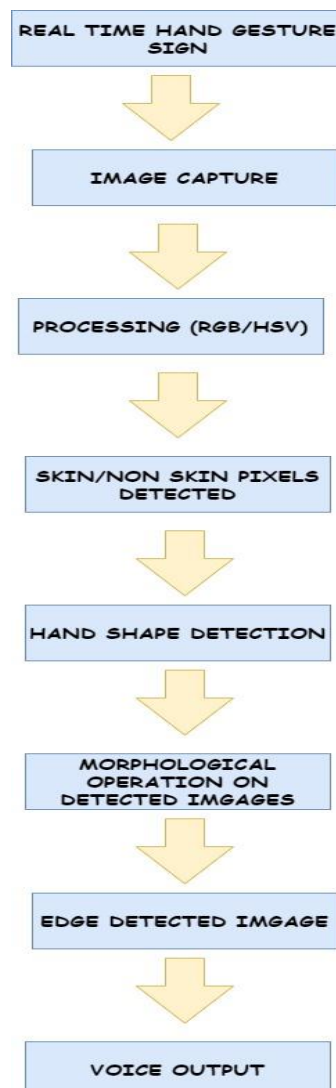 REAL TIME HAND GESTURE
SIGN
IMAGE CAPTURE
PROCESSING (RGB/HSV)
SKIN/NON SKIN PIXELS
DETECTED
HAND SHAPE DETECTION
MORPHOLOGICAL
OPERATION ON
DETECTED IMGAGES
EDGE DETECTED IMGAGE
VOICE OUTPUT